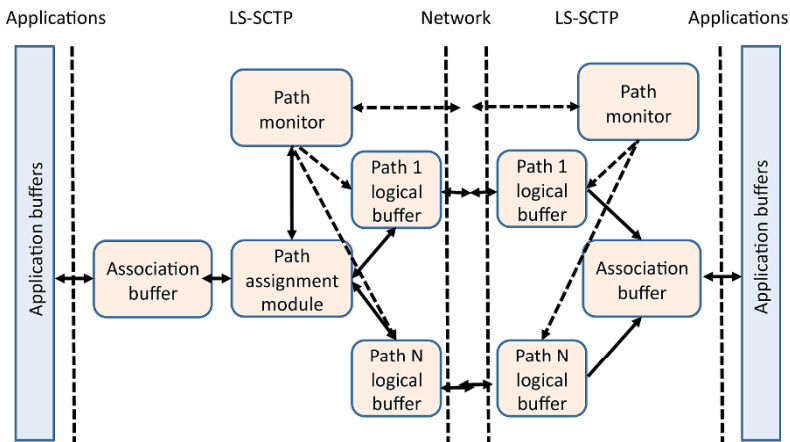 Applications
LS-SCTP
Network
LS-SCTP
Applications
Application buffers
Path
monitor
Path 1
logical
buffer
Association
buffer
Path
assignment
module
Path N
logical
buffer
Path
monitor
Path 1
logical
buffer
Association
buffer
Path N
logical
buffer
Application buffers